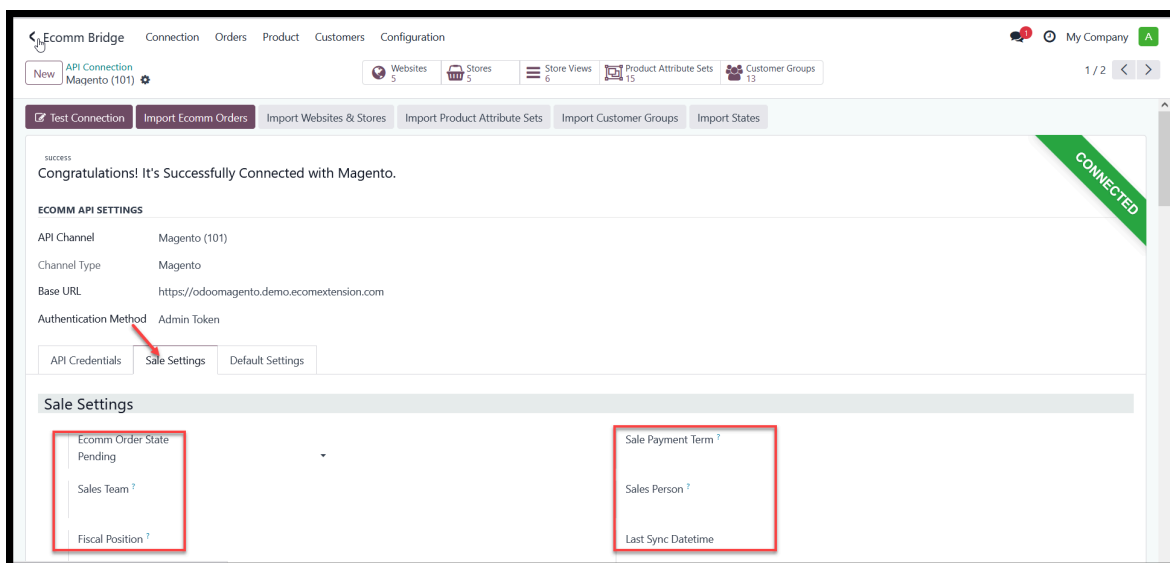 Ecomm Bridge Connection Orders Product Customers Configuration 1 My Company A
New API Connection Websites Stores Store Views Product Attribute Sets Customer Groups
Magento (101) 5 5 6 15 13 1 / 2
Test Connection Import Ecomm Orders Import Websites & Stores Import Product Attribute Sets Import Customer Groups Import States
success
Congratulations! It's Successfully Connected with Magento.
CONNECTED
ECOMM API SETTINGS
API Channel Magento (101)
Channel Type Magento
Base URL https://odoomagento.demo.ecomextension.com
Authentication Method Admin Token
API Credentials Sale Settings Default Settings
Sale Settings
Ecomm Order State Sale Payment Term ?
Pending
Sales Team ? Sales Person ?
Fiscal Position ? Last Sync Datetime